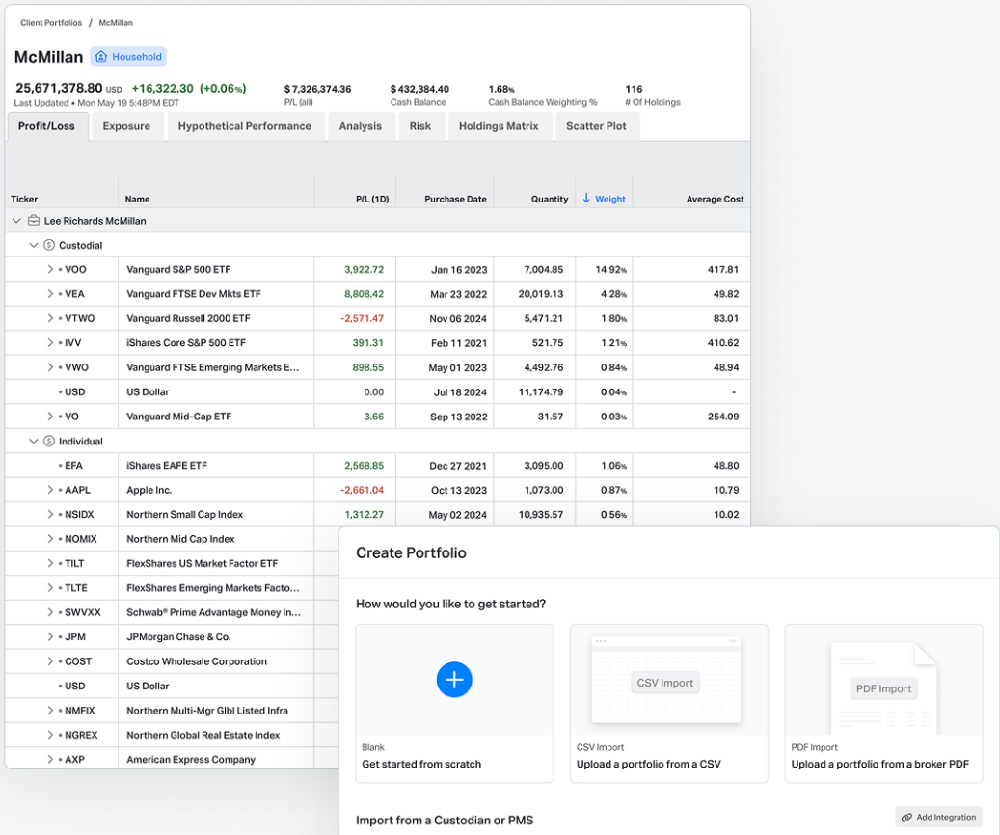 Client Portfolios / McMillan
McMillan Household
25,671,378.80 USD +16,322.30 (+0.06%) $ 7,326,374.36 $ 432,384.40 1.68% 116
Last Updated • Mon May 19 5:48PM EDT P/L (all) Cash Balance Cash Balance Weighting % # Of Holdings
Profit/Loss Exposure Hypothetical Performance Analysis Risk Holdings Matrix Scatter Plot
Ticker Name P/L (1D) Purchase Date Quantity ↓ Weight Average Cost
Lee Richards McMillan
Custodial
• VOO Vanguard S&P 500 ETF 3,922.72 Jan 16 2023 7,004.85 14.92% 417.81
• VEA Vanguard FTSE Dev Mkts ETF 8,808.42 Mar 23 2022 20,019.13 4.28% 49.82
• VTWO Vanguard Russell 2000 ETF -2,571.47 Nov 06 2024 5,471.21 1.80% 83.01
• IVV iShares Core S&P 500 ETF 391.31 Feb 11 2021 521.75 1.21% 410.62
• VWO Vanguard FTSE Emerging Markets E... 898.55 May 01 2023 4,492.76 0.84% 48.94
• USD US Dollar 0.00 Jul 18 2024 11,174.79 0.04% -
• VO Vanguard Mid-Cap ETF 3.66 Sep 13 2022 31.57 0.03% 254.09
Individual
• EFA iShares EAFE ETF 2,568.85 Dec 27 2021 3,095.00 1.06% 48.80
• AAPL Apple Inc. -2,661.04 Oct 13 2023 1,073.00 0.87% 10.79
• NSIDX Northern Small Cap Index 1,312.27 May 02 2024 10,935.57 0.56% 10.02
• NOMIX Northern Mid Cap Index
• TILT FlexShares US Market Factor ETF
• TLTE FlexShares Emerging Markets Facto...
• SWVXX Schwab® Prime Advantage Money In...
• JPM JPMorgan Chase & Co.
• COST Costco Wholesale Corporation
• USD US Dollar
• NMFIX Northern Multi-Mgr Glbl Listed Infra
• NGREX Northern Global Real Estate Index
• AXP American Express Company
Create Portfolio
How would you like to get started?
CSV Import PDF Import
Blank CSV Import PDF Import
Get started from scratch Upload a portfolio from a CSV Upload a portfolio from a broker PDF
Import from a Custodian or PMS Add Integration